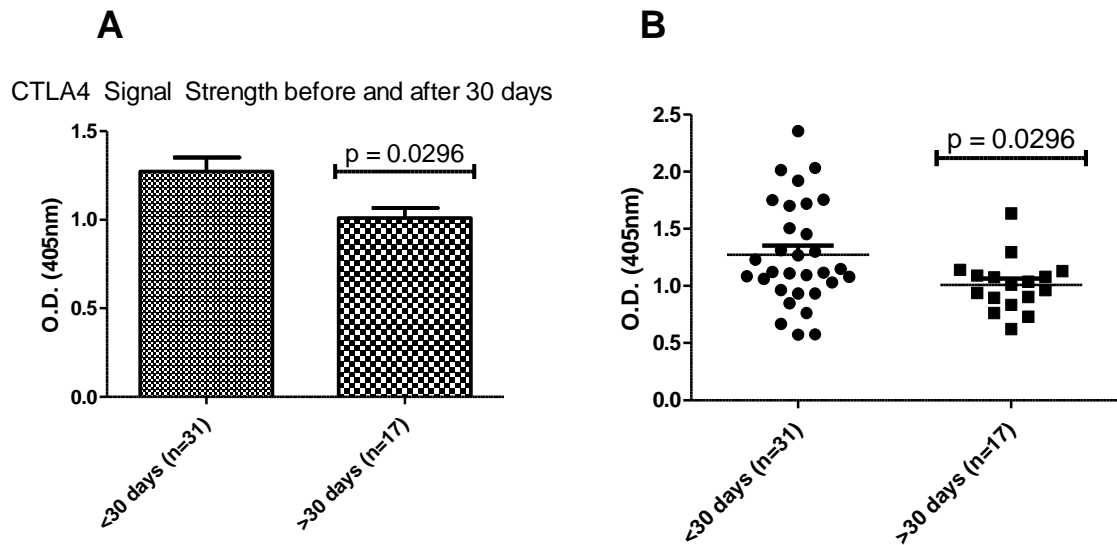 A
CTLA4 Signal Strength before and after 30 days
1.5
1.0
0.5
0.0
O.D. (405nm)
p = 0.0296
<30 days (n=31)
>30 days (n=17)
B
2.5
2.0
1.5
1.0
0.5
0.0
O.D. (405nm)
p = 0.0296
<30 days (n=31)
>30 days (n=17)